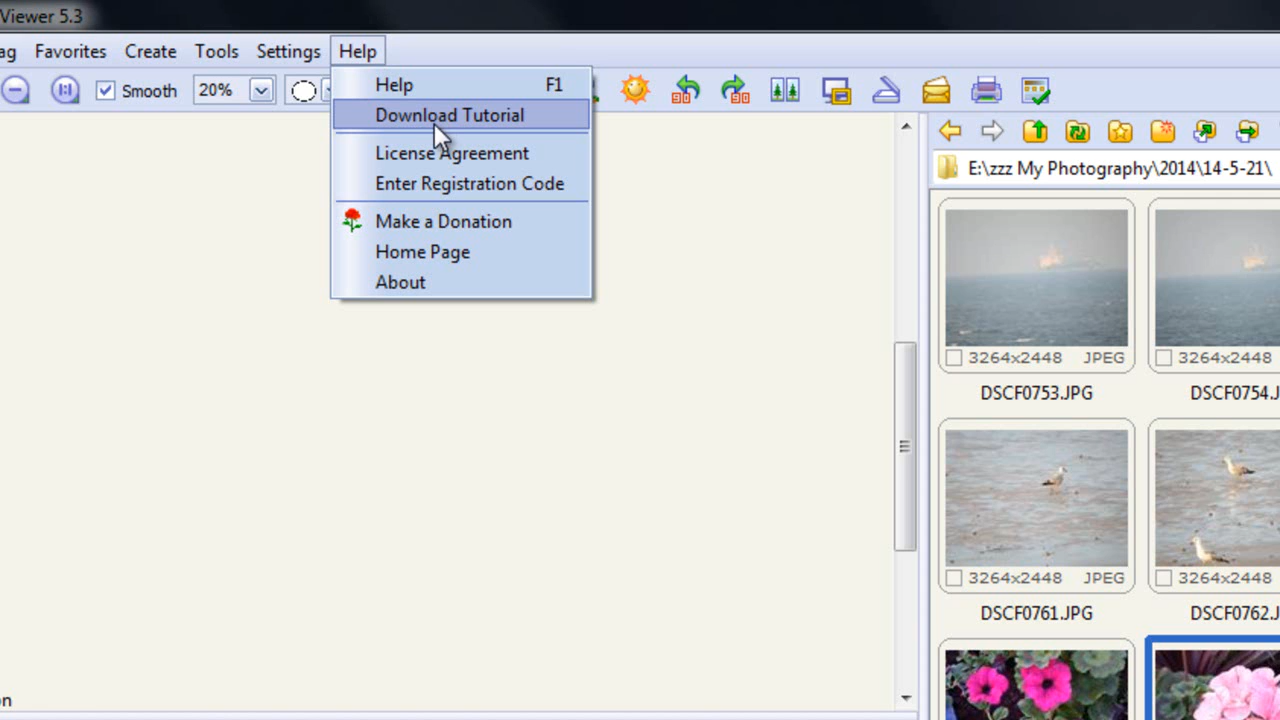 Viewer 5.3
ag Favorites Create Tools Settings Help
Smooth 20%
Help F1
Download Tutorial
License Agreement
Enter Registration Code
Make a Donation
Home Page
About
E:\zzz My Photography\2014\14-5-21\
3264x2448 JPEG
3264x2448
DSCF0753.JPG
DSCF0754.J
3264x2448 JPEG
3264x2448
DSCF0761.JPG
DSCF0762.J
on